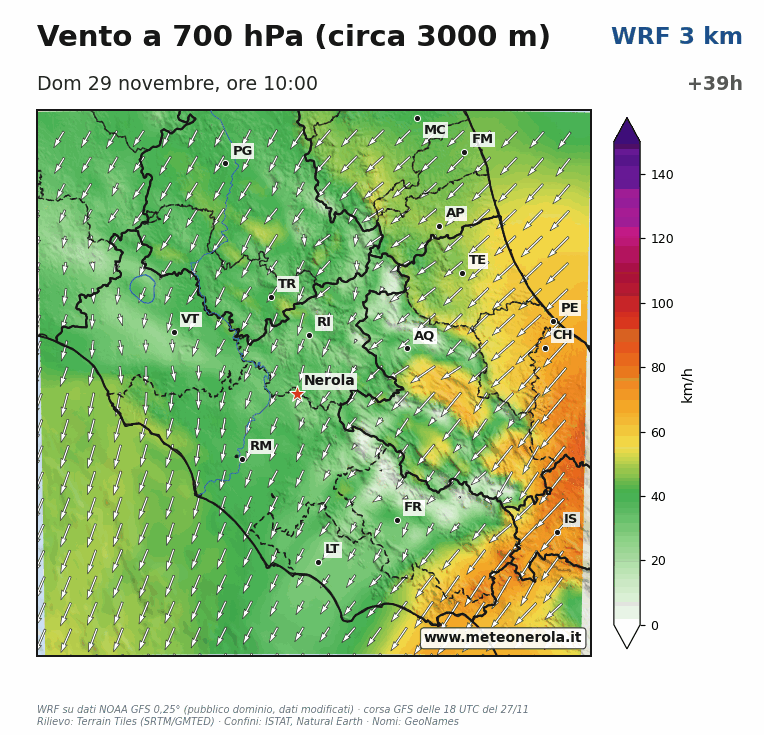 Vento a 700 hPa (circa 3000 m)
WRF 3 km
Dom 29 novembre, ore 10:00
+39h
MC
FM
PG
AP
TE
TR
PE
VT
RI
AQ
CH
Nerola
RM
FR
IS
LT
www.meteonerola.it
140
120
100
80
60
40
20
0
km/h
WRF su dati NOAA GFS 0,25° (pubblico dominio, dati modificati) · corsa GFS delle 18 UTC del 27/11
Rilievo: Terrain Tiles (SRTM/GMTED) · Confini: ISTAT, Natural Earth · Nomi: GeoNames